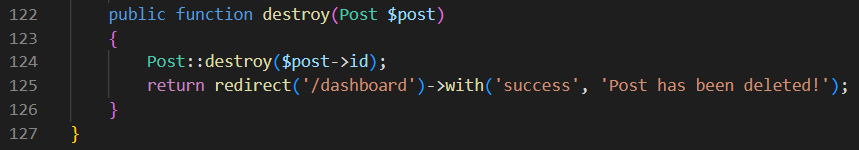 122 public function destroy(Post $post)
123 {
124 Post::destroy($post->id);
125 return redirect('/dashboard')->with('success', 'Post has been deleted!');
126 }
127 }